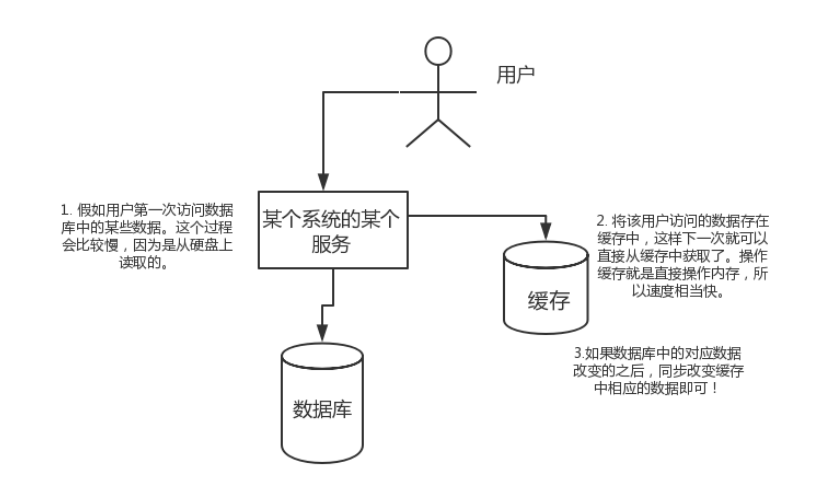 用户
1. 假如用户第一次访问数据
库中的某些数据。这个过程
会比较慢，因为是从硬盘上
读取的。
某个系统的某个
服务
2. 将该用户访问的数据存在
缓存中，这样下一次就可以
直接从缓存中获取了。操作
缓存就是直接操作内存，所
以速度相当快。
缓存
3.如果数据库中的对应数据
改变的之后，同步改变缓存
中相应的数据即可！
数据库